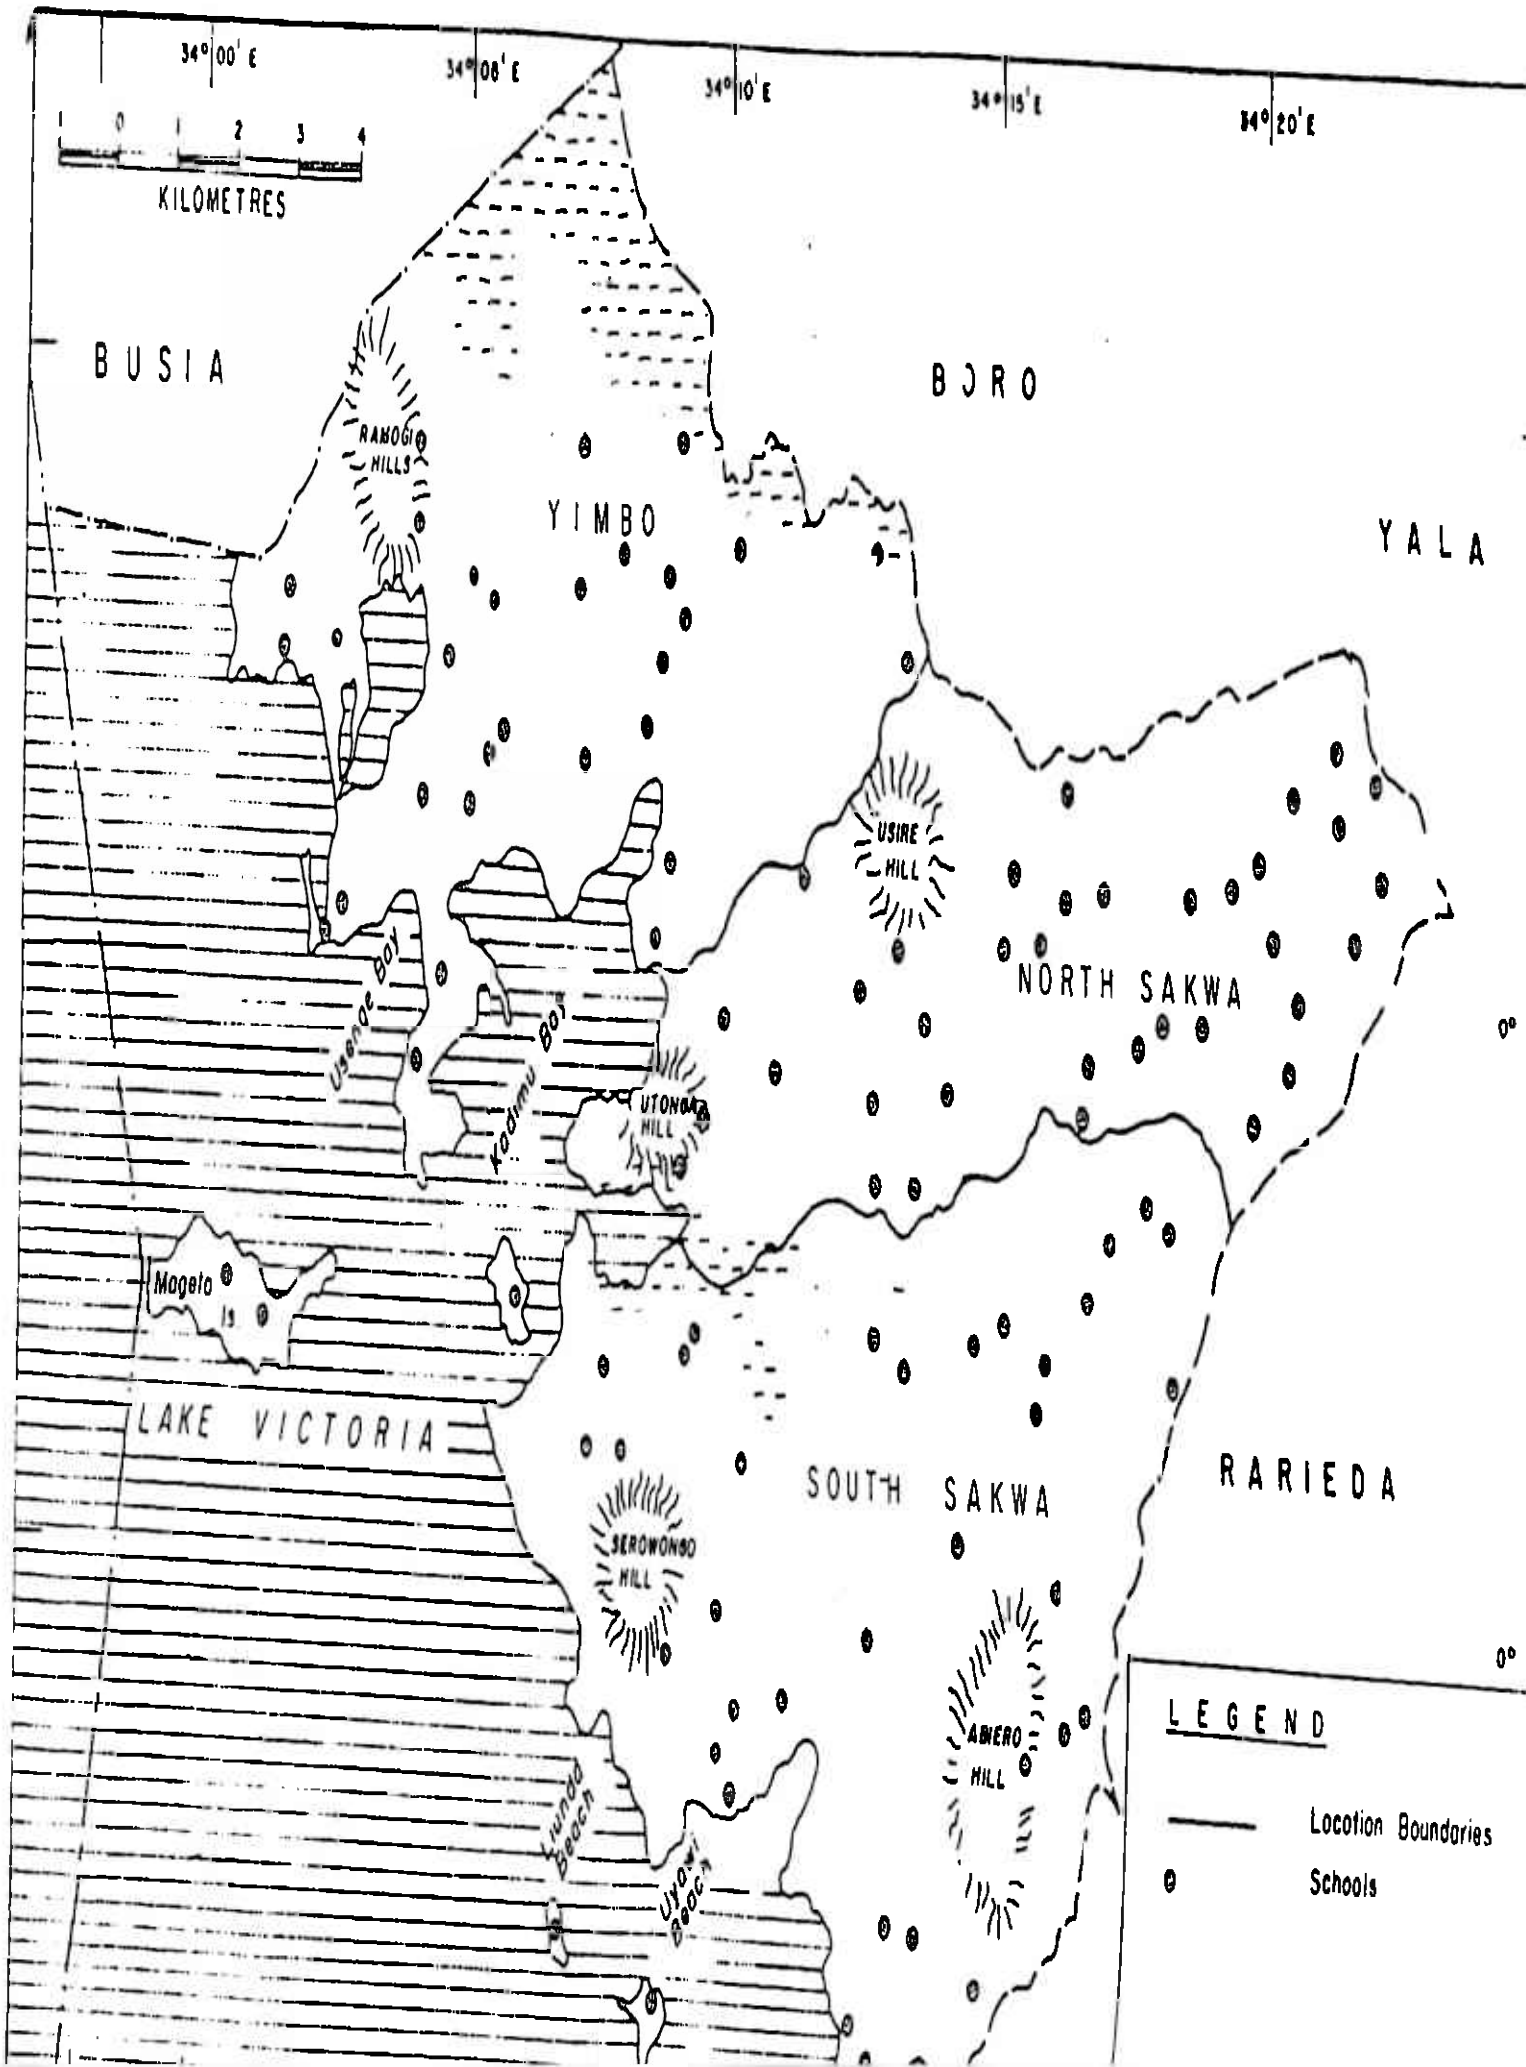 34°00' E
34°08' E
34°10' E
34°15' E
34°20' E
1 0 1 2 3 4
KILOMETRES
BUSIA
BORO
RAMOGI
HILLS
YIMBO
YALA
USIRE
HILL
Usenge Bay
NORTH SAKWA
Kadimu Bay
0°
UTONGA
HILL
Mageta
Is
LAKE VICTORIA
SOUTH SAKWA
RARIEDA
SEROWONGO
HILL
0°
LEGEND
ABIERO
HILL
Beach
Location Boundaries
Uyawi
Beach
Schools